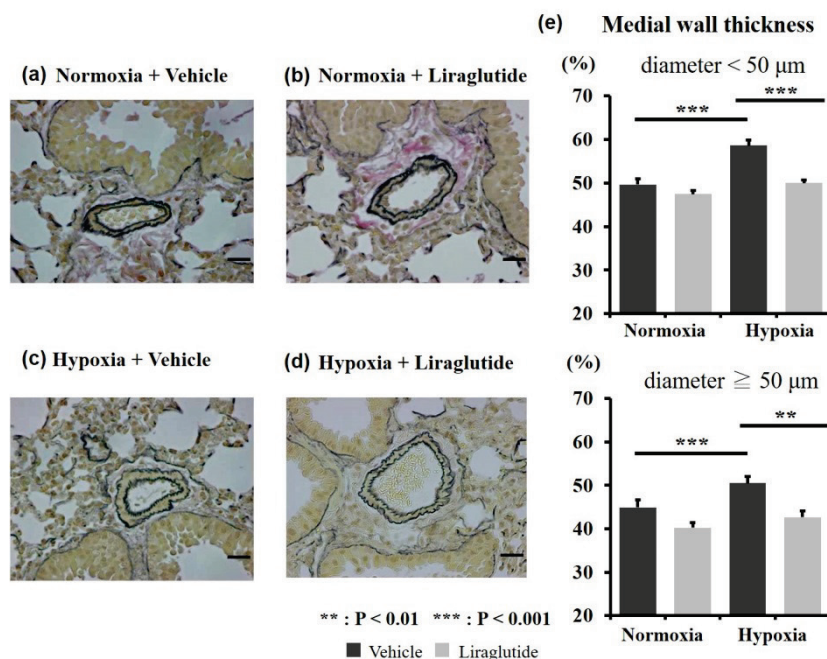 (e) Medial wall thickness
(a) Normoxia + Vehicle
(b) Normoxia + Liraglutide
(c) Hypoxia + Vehicle
(d) Hypoxia + Liraglutide
(%)
diameter < 50 μm
70
60
50
40
30
20
***
***
Normoxia
Hypoxia
(%)
diameter ≧ 50 μm
70
60
50
40
30
20
***
**
Normoxia
Hypoxia
** : P < 0.01 *** : P < 0.001
Vehicle Liraglutide